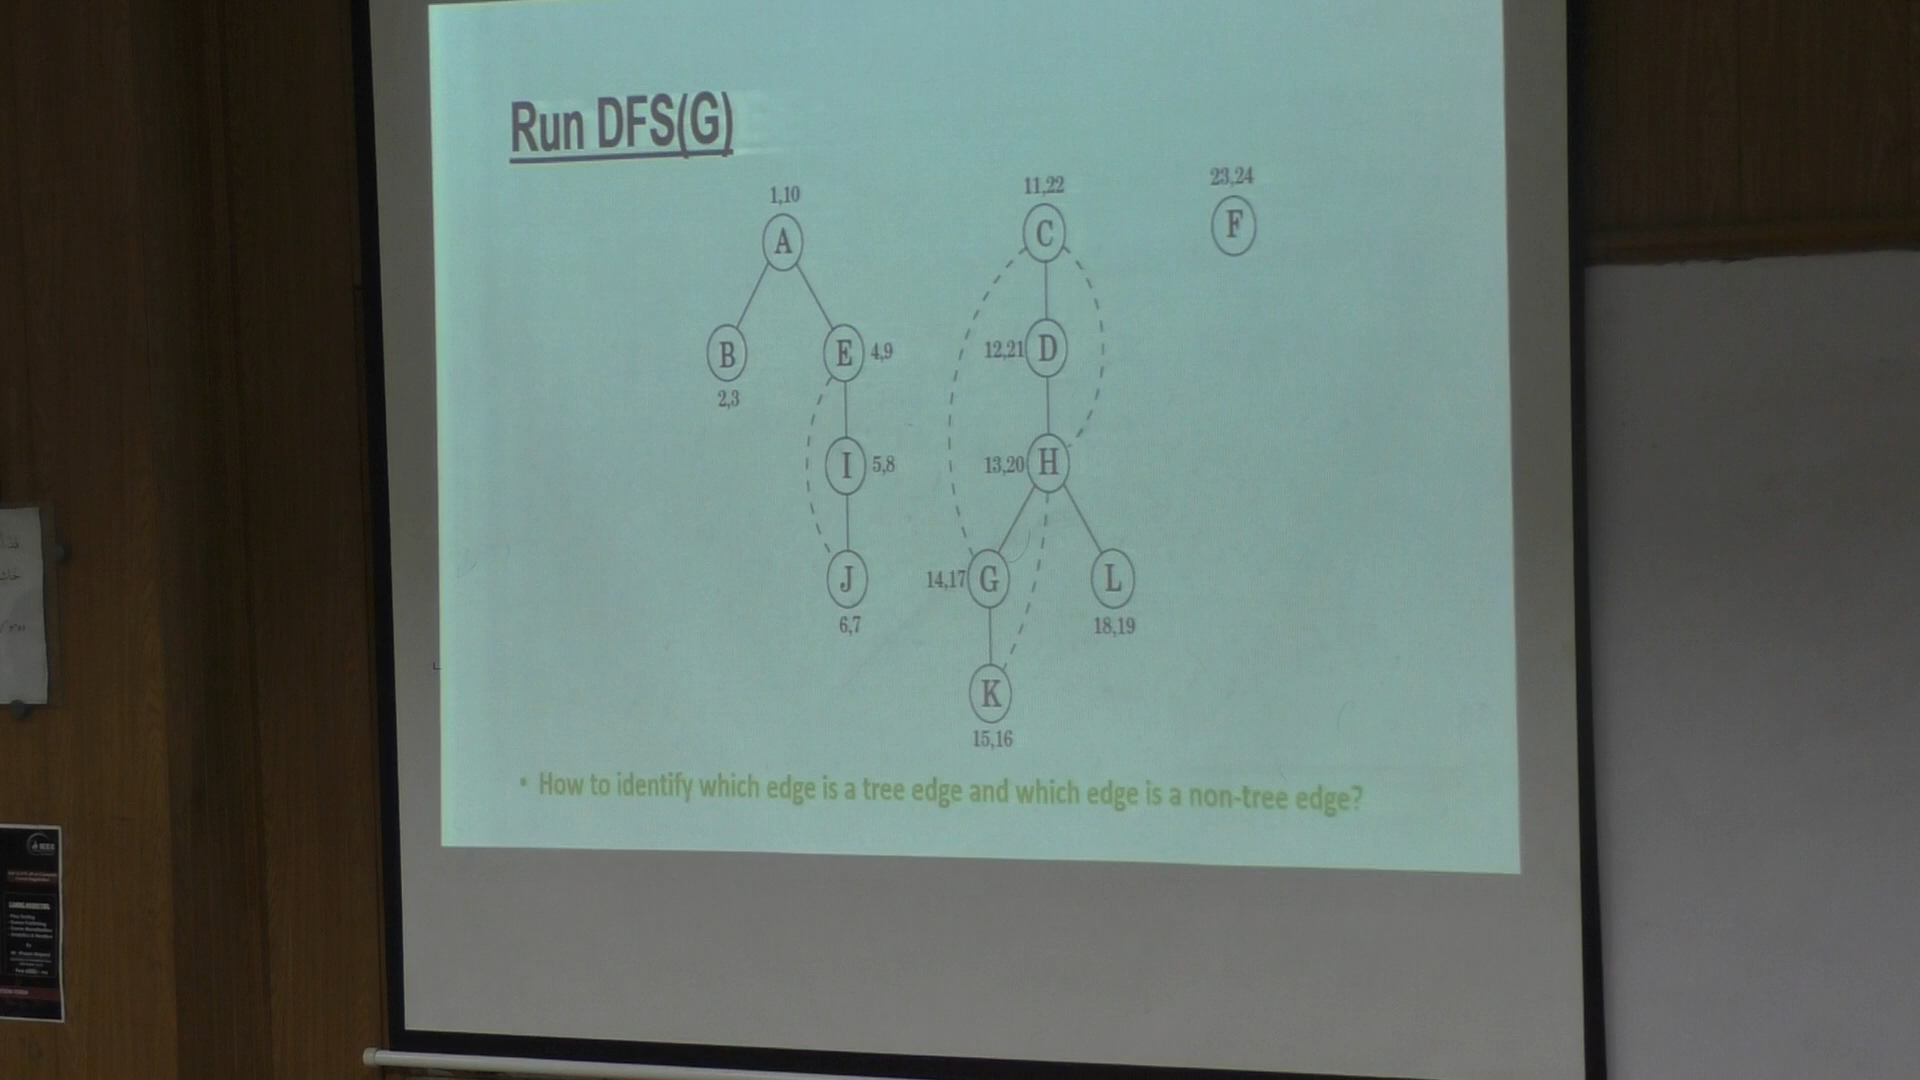 Run DFS(G)
1,10
11,22
23,24
A
C
F
B
E 4,9
12,21 D
2,3
I 5,8
13,20 H
J
14,17 G
L
6,7
18,19
K
15,16
• How to identify which edge is a tree edge and which edge is a non-tree edge?
IEEE